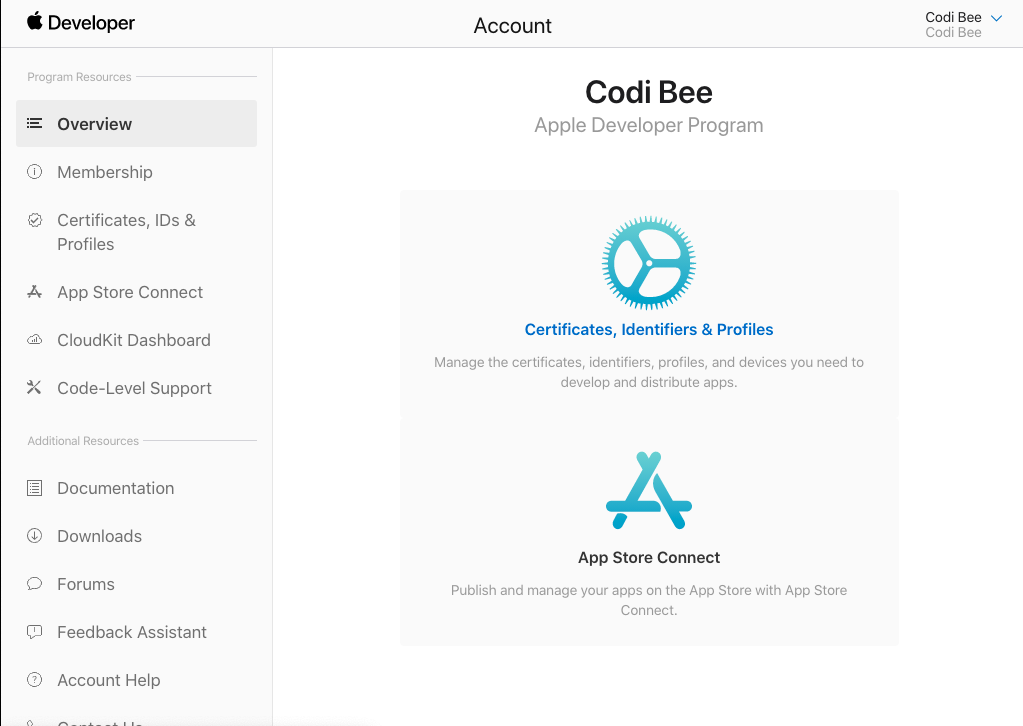 Developer
Account
Codi Bee
Codi Bee
Program Resources
Overview
Membership
Certificates, IDs &
Profiles
App Store Connect
CloudKit Dashboard
Code-Level Support
Additional Resources
Documentation
Downloads
Forums
Feedback Assistant
Account Help
Contact Us
Codi Bee
Apple Developer Program
Certificates, Identifiers & Profiles
Manage the certificates, identifiers, profiles, and devices you need to
develop and distribute apps.
App Store Connect
Publish and manage your apps on the App Store with App Store
Connect.